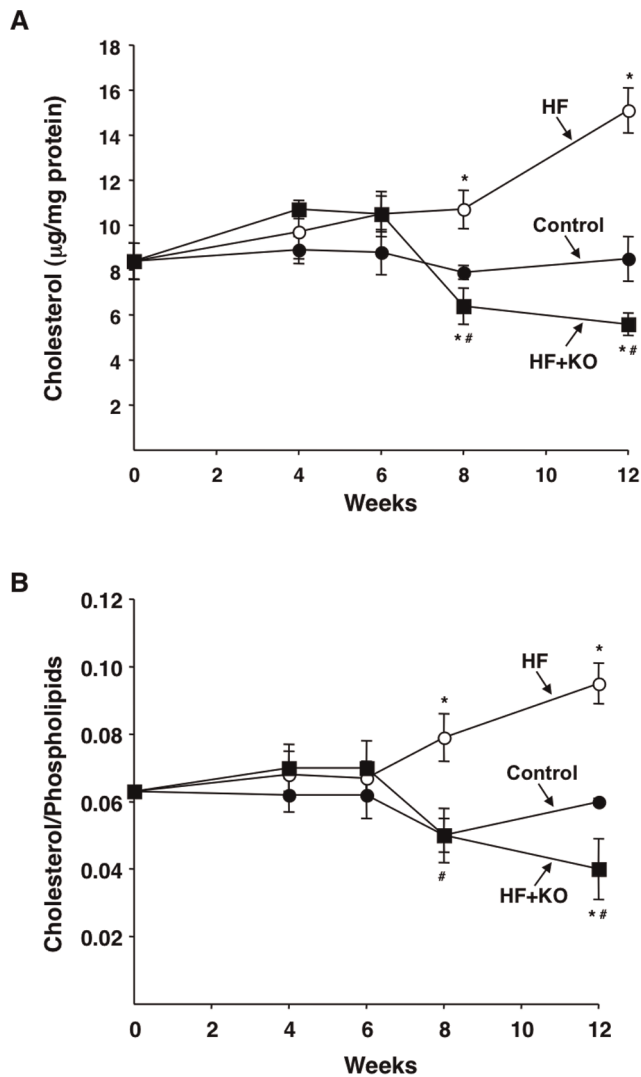 A
18
16
14
12
10
8
6
4
2
Cholesterol (µg/mg protein)
*
HF
*
Control
* #
HF+KO
* #
0 2 4 6 8 10 12
Weeks
B
0.12
0.10
0.08
0.06
0.04
0.02
Cholesterol/Phospholipids
*
HF
*
Control
#
HF+KO
* #
0 2 4 6 8 10 12
Weeks